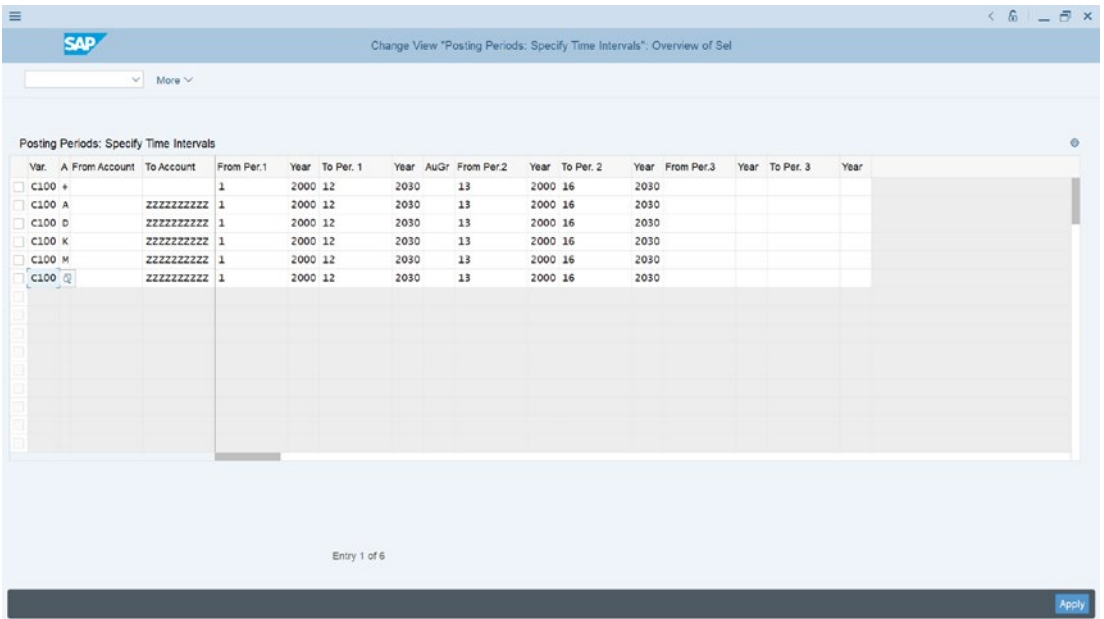 SAP
Change View "Posting Periods: Specify Time Intervals": Overview of Sel
More
Posting Periods: Specify Time Intervals
Var. A From Account To Account From Per.1 Year To Per. 1 Year AuGr From Per.2 Year To Per. 2 Year From Per.3 Year To Per. 3 Year
C100 + 1 2000 12 2030 13 2000 16 2030
C100 A ZZZZZZZZZZ 1 2000 12 2030 13 2000 16 2030
C100 D ZZZZZZZZZZ 1 2000 12 2030 13 2000 16 2030
C100 K ZZZZZZZZZZ 1 2000 12 2030 13 2000 16 2030
C100 M ZZZZZZZZZZ 1 2000 12 2030 13 2000 16 2030
C100 ZZZZZZZZZZ 1 2000 12 2030 13 2000 16 2030
Entry 1 of 6
Apply